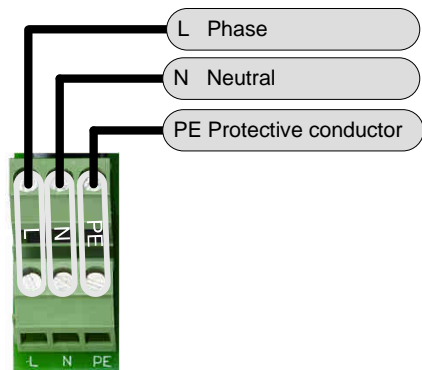 L Phase
N Neutral
PE Protective conductor
L N PE
L N PE